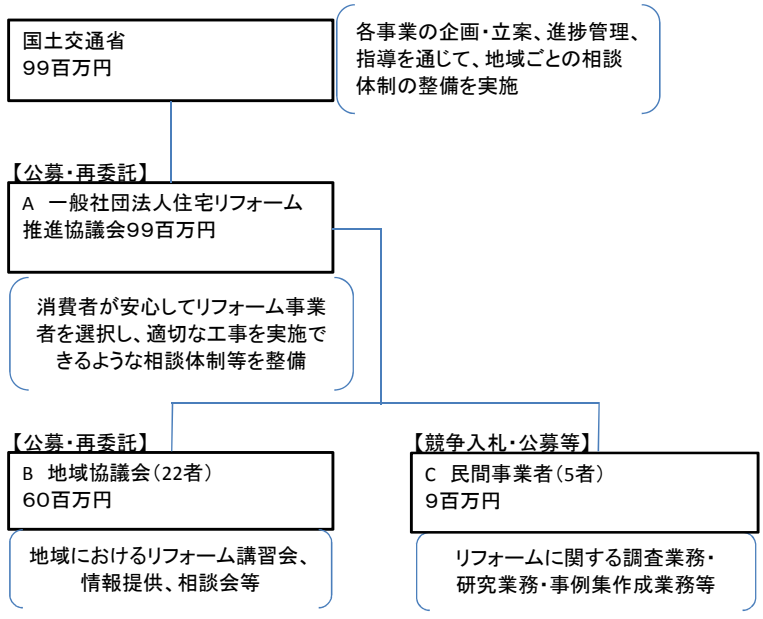 国土交通省
99百万円
各事業の企画・立案、進捗管理、
指導を通じて、地域ごとの相談
体制の整備を実施
【公募・再委託】
A　一般社団法人住宅リフォーム
推進協議会99百万円
消費者が安心してリフォーム事業
者を選択し、適切な工事を実施で
きるような相談体制等を整備
【公募・再委託】
B　地域協議会（22者）
60百万円
地域におけるリフォーム講習会、
情報提供、相談会等
【競争入札・公募等】
C　民間事業者（5者）
9百万円
リフォームに関する調査業務・
研究業務・事例集作成業務等